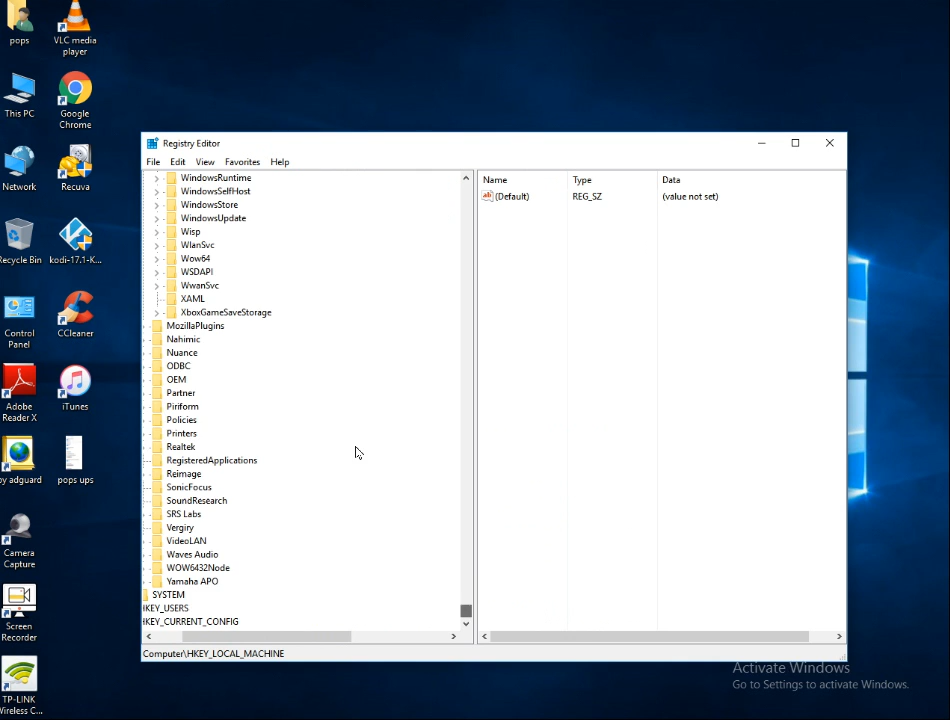 pops
VLC media
player
This PC
Google
Chrome
Network
Recuva
Recycle Bin
kodi-17.1-K...
Control
Panel
CCleaner
Adobe
Reader X
iTunes
by adguard
pops ups
Camera
Capture
Screen
Recorder
TP-LINK
Wireless C...
Registry Editor
File Edit View Favorites Help
WindowsRuntime
WindowsSelfHost
WindowsStore
WindowsUpdate
Wisp
WlanSvc
Wow64
WSDAPI
WwanSvc
XAML
XboxGameSaveStorage
MozillaPlugins
Nahimic
Nuance
ODBC
OEM
Partner
Piriform
Policies
Printers
Realtek
RegisteredApplications
Reimage
SonicFocus
SoundResearch
SRS Labs
Vergiry
VideoLAN
Waves Audio
WOW6432Node
Yamaha APO
SYSTEM
HKEY_USERS
HKEY_CURRENT_CONFIG
Name Type Data
ab (Default) REG_SZ (value not set)
Computer\HKEY_LOCAL_MACHINE
Activate Windows
Go to Settings to activate Windows.